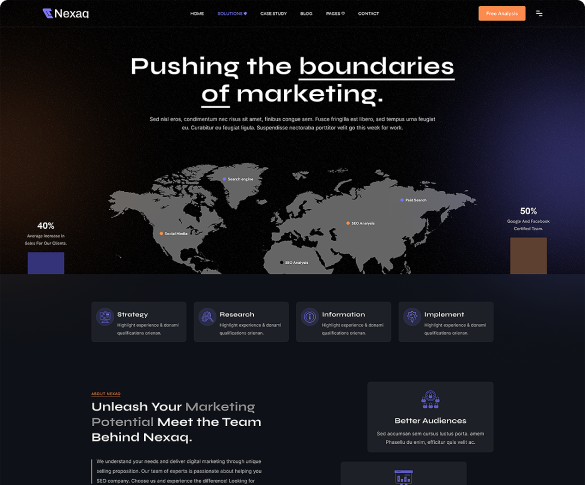 Nexaq
HOME SOLUTIONS CASE STUDY BLOG PAGES CONTACT
Free Analysis
Pushing the boundaries
of marketing.
Sed nisi eros, condimentum nec risus sit amet, finibus congue sem. Fusce fringilla est libero, sed tempus urna feugiat
eu. Curabitur eu feugiat ligula. Suspendisse nectoraba porttitor velit go this week for work.
Search engine
Paid Search
Social Media
SEO Analysis
SEO Analysis
40%
Average Increase In
Sales For Our Clients.
50%
Google And Facebook
Certified Team.
Strategy
Highlight experience & donami
qualifications orienon.
Research
Highlight experience & donami
qualifications orienon.
Information
Highlight experience & donami
qualifications orienon.
Implement
Highlight experience & donami
qualifications orienon.
ABOUT NEXAQ
Unleash Your Marketing
Potential Meet the Team
Behind Nexaq.
We understand your needs and deliver digital marketing through unique
selling proposition. Our team of experts is passionate about helping you
SEO company. Choose us and experience the difference! Looking for
Better Audiences
Sed accumsan sem cursus luctus porta. amem
Phasellu du enim, efficitur quis velit ac.